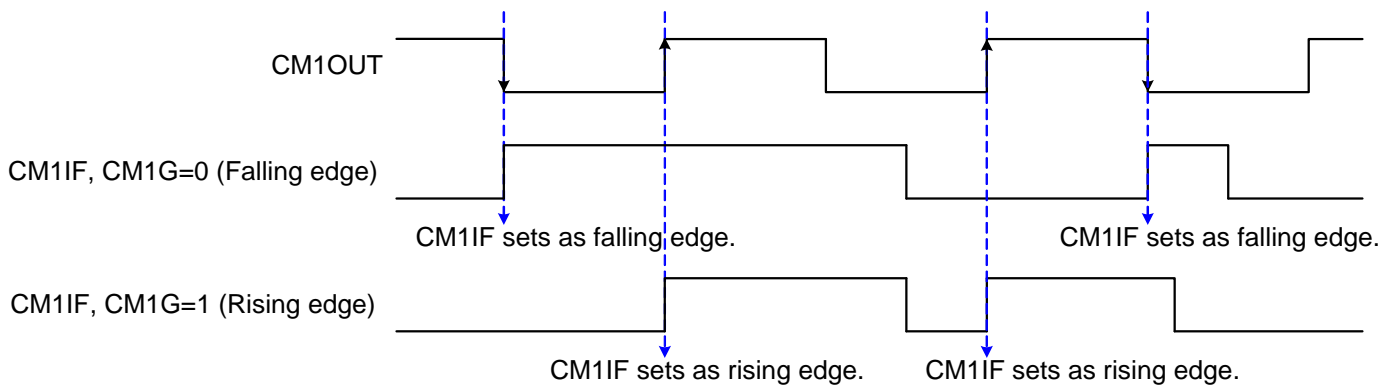 CM1OUT
CM1IF, CM1G=0 (Falling edge)
CM1IF sets as falling edge.
CM1IF sets as falling edge.
CM1IF, CM1G=1 (Rising edge)
CM1IF sets as rising edge.
CM1IF sets as rising edge.